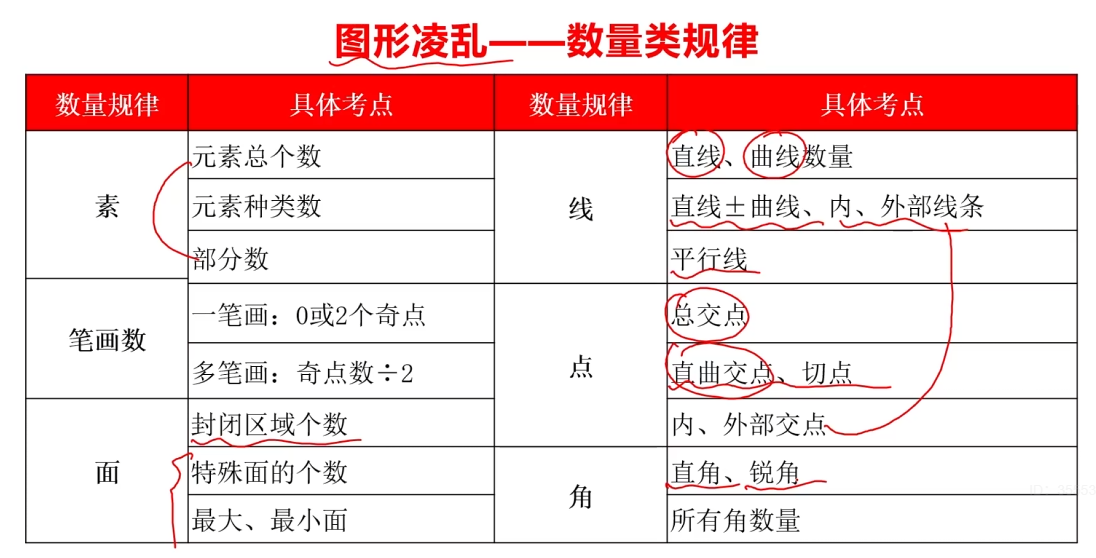 图形凌乱——数量类规律
数量规律 具体考点 数量规律 具体考点
素 元素总个数 线 直线、曲线数量
元素种类数 直线±曲线、内、外部线条
部分数 平行线
笔画数 一笔画：0或2个奇点 点 总交点
多笔画：奇点数÷2 直曲交点、切点
面 封闭区域个数 内、外部交点
特殊面的个数 角 直角、锐角
最大、最小面 所有角数量